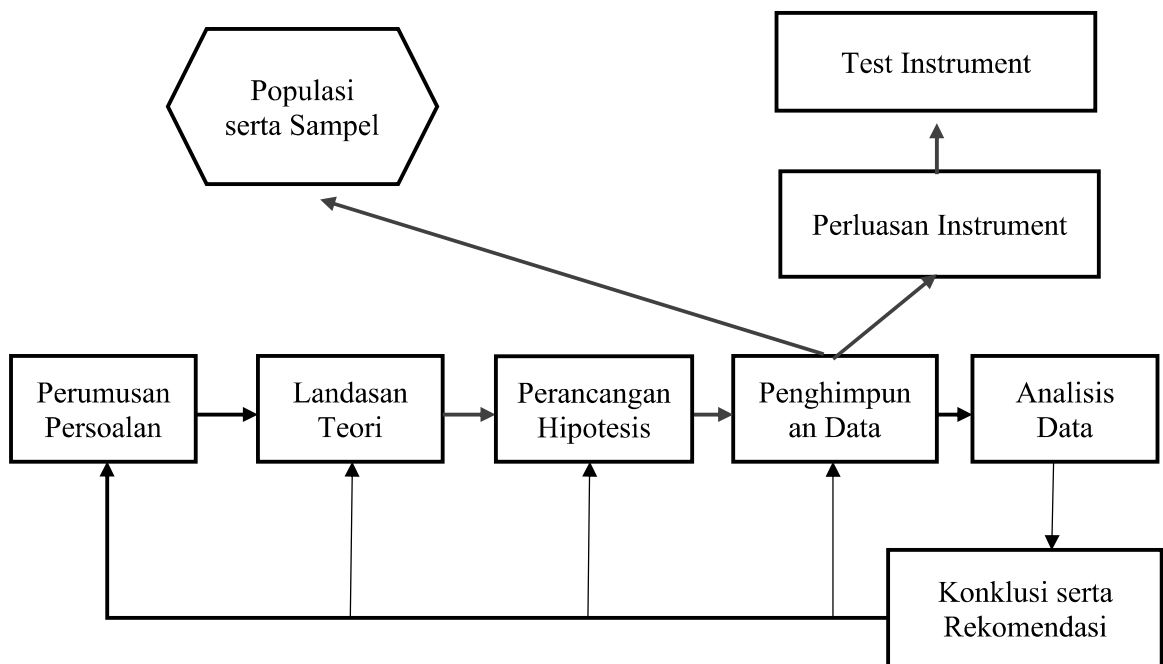 Populasi
serta Sampel
Test Instrument
Perluasan Instrument
Perumusan
Persoalan
Landasan
Teori
Perancangan
Hipotesis
Penghimpun
an Data
Analisis
Data
Konklusi serta
Rekomendasi